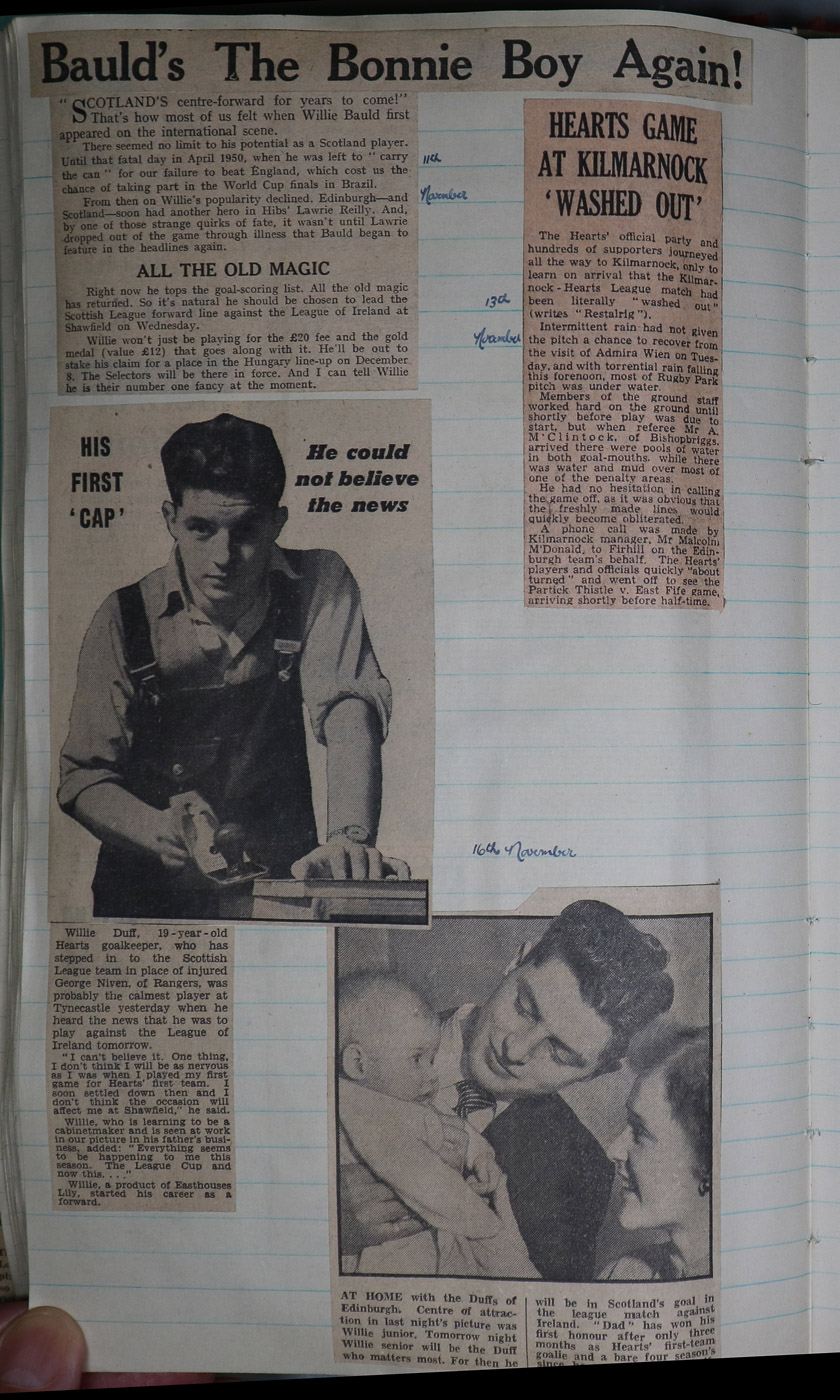 Bauld's The Bonnie Boy Again!
"SCOTLAND'S centre-forward for years to come!"
That's how most of us felt when Willie Bauld first
appeared on the international scene.
There seemed no limit to his potential as a Scotland player.
Until that fatal day in April 1950, when he was left to "carry
the can" for our failure to beat England, which cost us the
chance of taking part in the World Cup finals in Brazil.
From then on Willie's popularity declined. Edinburgh—and
Scotland—soon had another hero in Hibs' Lawrie Reilly. And,
by one of those strange quirks of fate, it wasn't until Lawrie
dropped out of the game through illness that Bauld began to
feature in the headlines again.
ALL THE OLD MAGIC
Right now he tops the goal-scoring list. All the old magic
has returned. So it's natural he should be chosen to lead the
Scottish League forward line against the League of Ireland at
Shawfield on Wednesday.
Willie won't just be playing for the £20 fee and the gold
medal (value £12) that goes along with it. He'll be out to
stake his claim for a place in the Hungary line-up on December
8. The Selectors will be there in force. And I can tell Willie
he is their number one fancy at the moment.
11th
November
13th
November
HEARTS GAME
AT KILMARNOCK
'WASHED OUT'
The Hearts' official party and
hundreds of supporters journeyed
all the way to Kilmarnock, only to
learn on arrival that the Kilmar-
nock-Hearts League match had
been literally "washed out"
(writes "Restalrig").
Intermittent rain had not given
the pitch a chance to recover from
the visit of Admira Wien on Tues-
day, and with torrential rain falling
this forenoon, most of Rugby Park
pitch was under water.
Members of the ground staff
worked hard on the ground until
shortly before play was due to
start, but when referee Mr A.
M'Clintock, of Bishopbriggs,
arrived there were pools of water
in both goal-mouths, while there
was water and mud over most of
one of the penalty areas.
He had no hesitation in calling
the game off, as it was obvious that
the freshly made lines would
quickly become obliterated.
A phone call was made by
Kilmarnock manager, Mr Malcolm
M'Donald, to Firhill on the Edin-
burgh team's behalf. The Hearts'
players and officials quickly "about
turned" and went off to see the
Partick Thistle v. East Fife game,
arriving shortly before half-time.
HIS
FIRST
'CAP'
He could
not believe
the news
Willie Duff, 19-year-old
Hearts goalkeeper, who has
stepped in to the Scottish
League team in place of injured
George Niven, of Rangers, was
probably the calmest player at
Tynecastle yesterday when he
heard the news that he was to
play against the League of
Ireland tomorrow.
"I can't believe it. One thing,
I don't think I will be as nervous
as I was when I played my first
game for Hearts' first team. I
soon settled down then and I
don't think the occasion will
affect me at Shawfield," he said.
Willie, who is learning to be a
cabinetmaker and is seen at work
in our picture in his father's busi-
ness, added: "Everything seems
to be happening to me this
season. The League Cup and
now this. . . ."
Willie, a product of Easthouses
Lily, started his career as a
forward.
16th November
AT HOME with the Duffs of
Edinburgh. Centre of attrac-
tion in last night's picture was
Willie junior. Tomorrow night
Willie senior will be the Duff
who matters most. For then he
will be in Scotland's goal in
the league match against
Ireland. "Dad" has won his
first honour after only three
months as Hearts' first-team
goalie and a bare four season's
since